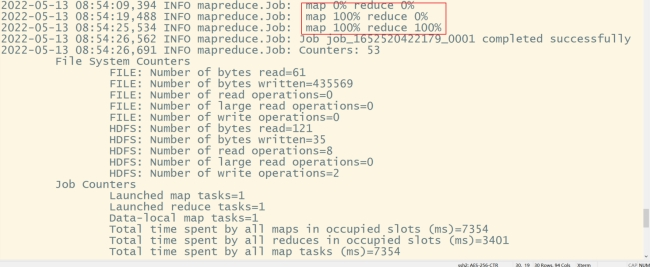 2022-05-13 08:54:09,394 INFO mapreduce.Job:  map 0% reduce 0%
2022-05-13 08:54:19,488 INFO mapreduce.Job:  map 100% reduce 0%
2022-05-13 08:54:25,534 INFO mapreduce.Job:  map 100% reduce 100%
2022-05-13 08:54:26,562 INFO mapreduce.Job: Job job_1652520422179_0001 completed successfully
2022-05-13 08:54:26,691 INFO mapreduce.Job: Counters: 53
File System Counters
FILE: Number of bytes read=61
FILE: Number of bytes written=435569
FILE: Number of read operations=0
FILE: Number of large read operations=0
FILE: Number of write operations=0
HDFS: Number of bytes read=121
HDFS: Number of bytes written=35
HDFS: Number of read operations=8
HDFS: Number of large read operations=0
HDFS: Number of write operations=2
Job Counters
Launched map tasks=1
Launched reduce tasks=1
Data-local map tasks=1
Total time spent by all maps in occupied slots (ms)=7354
Total time spent by all reduces in occupied slots (ms)=3401
Total time spent by all map tasks (ms)=7354
ssh2: AES-256-CTR 30, 19 30 Rows, 94 Cols Xterm CAP NUM